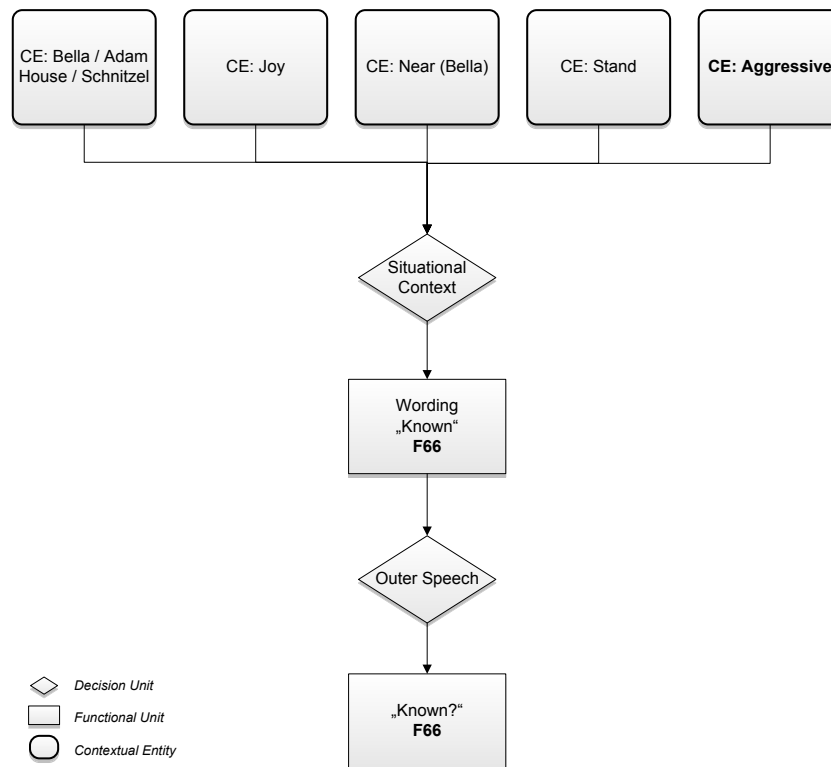 CE: Bella / Adam
House / Schnitzel
CE: Joy
CE: Near (Bella)
CE: Stand
CE: Aggressive
Situational
Context
Wording
„Known“
F66
Outer Speech
„Known?“
F66
Decision Unit
Functional Unit
Contextual Entity